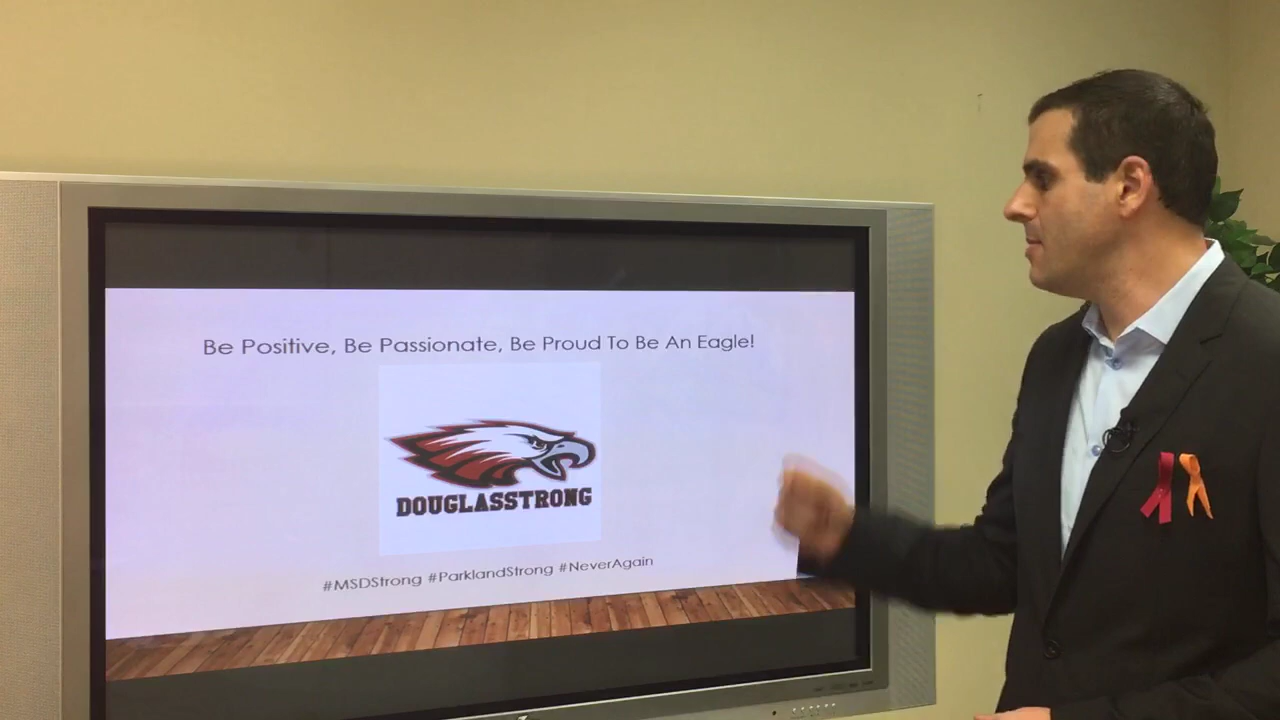 Be Positive, Be Passionate, Be Proud To Be An Eagle!
DOUGLASSTRONG
#MSDStrong #ParklandStrong #NeverAgain